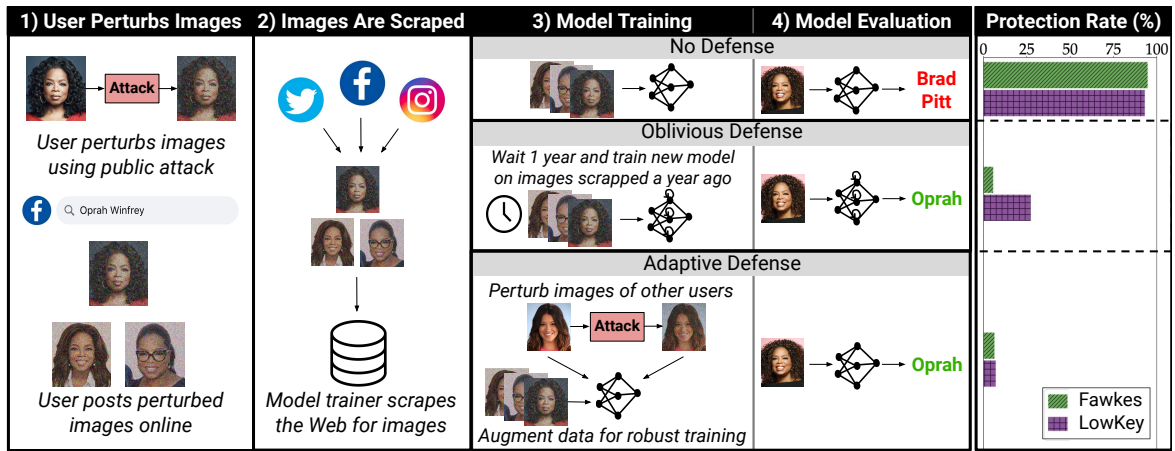 1) User Perturbs Images
Attack
User perturbs images
using public attack
Oprah Winfrey
User posts perturbed
images online
2) Images Are Scraped
Model trainer scrapes
the Web for images
3) Model Training
4) Model Evaluation
No Defense
Brad
Pitt
Oblivious Defense
Wait 1 year and train new model
on images scrapped a year ago
Oprah
Adaptive Defense
Perturb images of other users
Attack
Augment data for robust training
Oprah
Protection Rate (%)
0 25 50 75 100
Fawkes
LowKey